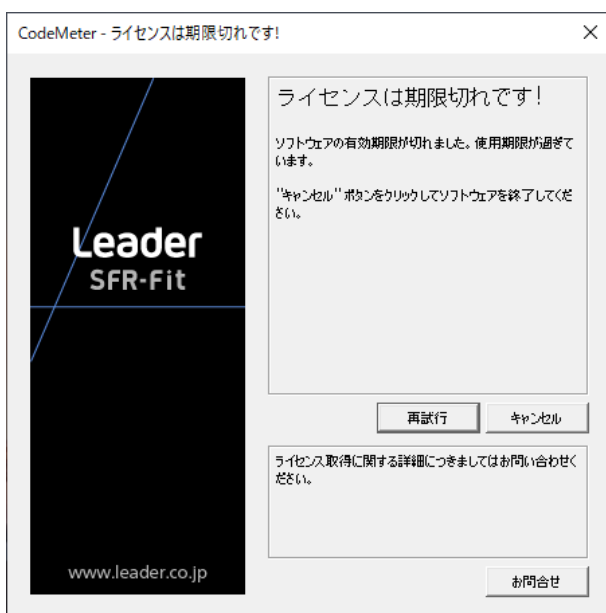 CodeMeter - ライセンスは期限切れです!
Leader
SFR-Fit
www.leader.co.jp
ライセンスは期限切れです!
ソフトウェアの有効期限が切れました。使用期限が過ぎて
います。
"キャンセル" ボタンをクリックしてソフトウェアを終了してくだ
さい。
再試行
キャンセル
ライセンス取得に関する詳細につきましてはお問い合わせく
ださい。
お問合せ